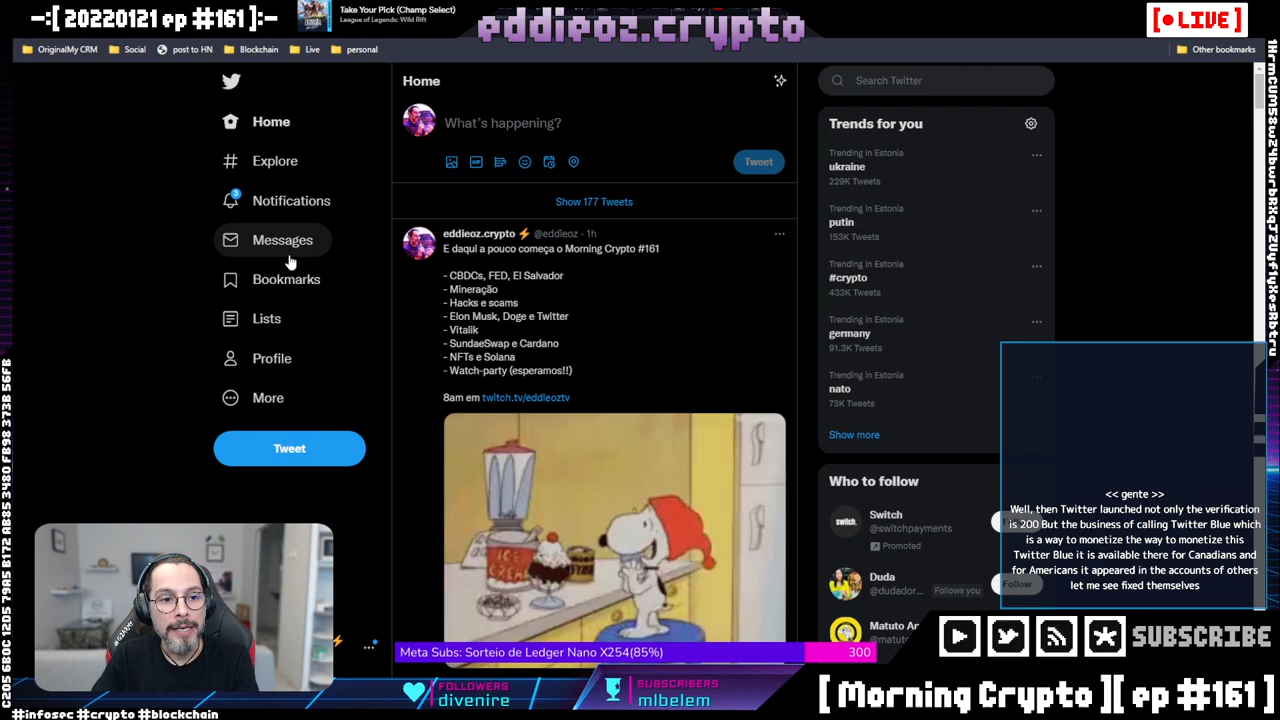 -:[ 20220121 ep #161 ]:-
Take Your Pick (Champ Select)
League of Legends: Wild Rift
eddieoz.crypto
[● LIVE ]
OriginalMy CRM
Social
post to HN
Blockchain
Live
personal
Other bookmarks
Home
Explore
3
Notifications
Messages
Bookmarks
Lists
Profile
More
Tweet
Home
What's happening?
GIF
Tweet
Show 177 Tweets
eddieoz.crypto ⚡ @eddieoz · 1h
E daqui a pouco começa o Morning Crypto #161
- CBDCs, FED, El Salvador
- Mineração
- Hacks e scams
- Elon Musk, Doge e Twitter
- Vitalik
- SundaeSwap e Cardano
- NFTs e Solana
- Watch-party (esperamos!!)
8am em twitch.tv/eddieoztv
ICE
CREAM
Search Twitter
Trends for you
Trending in Estonia
ukraine
229K Tweets
Trending in Estonia
putin
153K Tweets
Trending in Estonia
#crypto
433K Tweets
Trending in Estonia
germany
91.3K Tweets
Trending in Estonia
nato
73K Tweets
Show more
Who to follow
Switch
@switchpayments
Promoted
Duda
@dudador... Follows you
Follow
Matuto
<< gente >>
Well, then Twitter launched not only the verification
is 200 But the business of calling Twitter Blue which
is a way to monetize the way to monetize this
Twitter Blue it is available there for Canadians and
for Americans it appeared in the accounts of others
let me see fixed themselves
Meta Subs: Sorteio de Ledger Nano X254(85%)
300
FOLLOWERS
divenire
SUBSCRIBERS
mlbelem
SUBSCRIBE
[ Morning Crypto ][ ep #161 ]
#infosec #crypto #blockchain